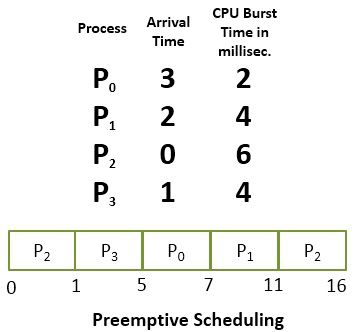 Process Arrival Time CPU Burst Time in millisec.
P0 3 2
P1 2 4
P2 0 6
P3 1 4
P2 P3 P0 P1 P2
0 1 5 7 11 16
Preemptive Scheduling